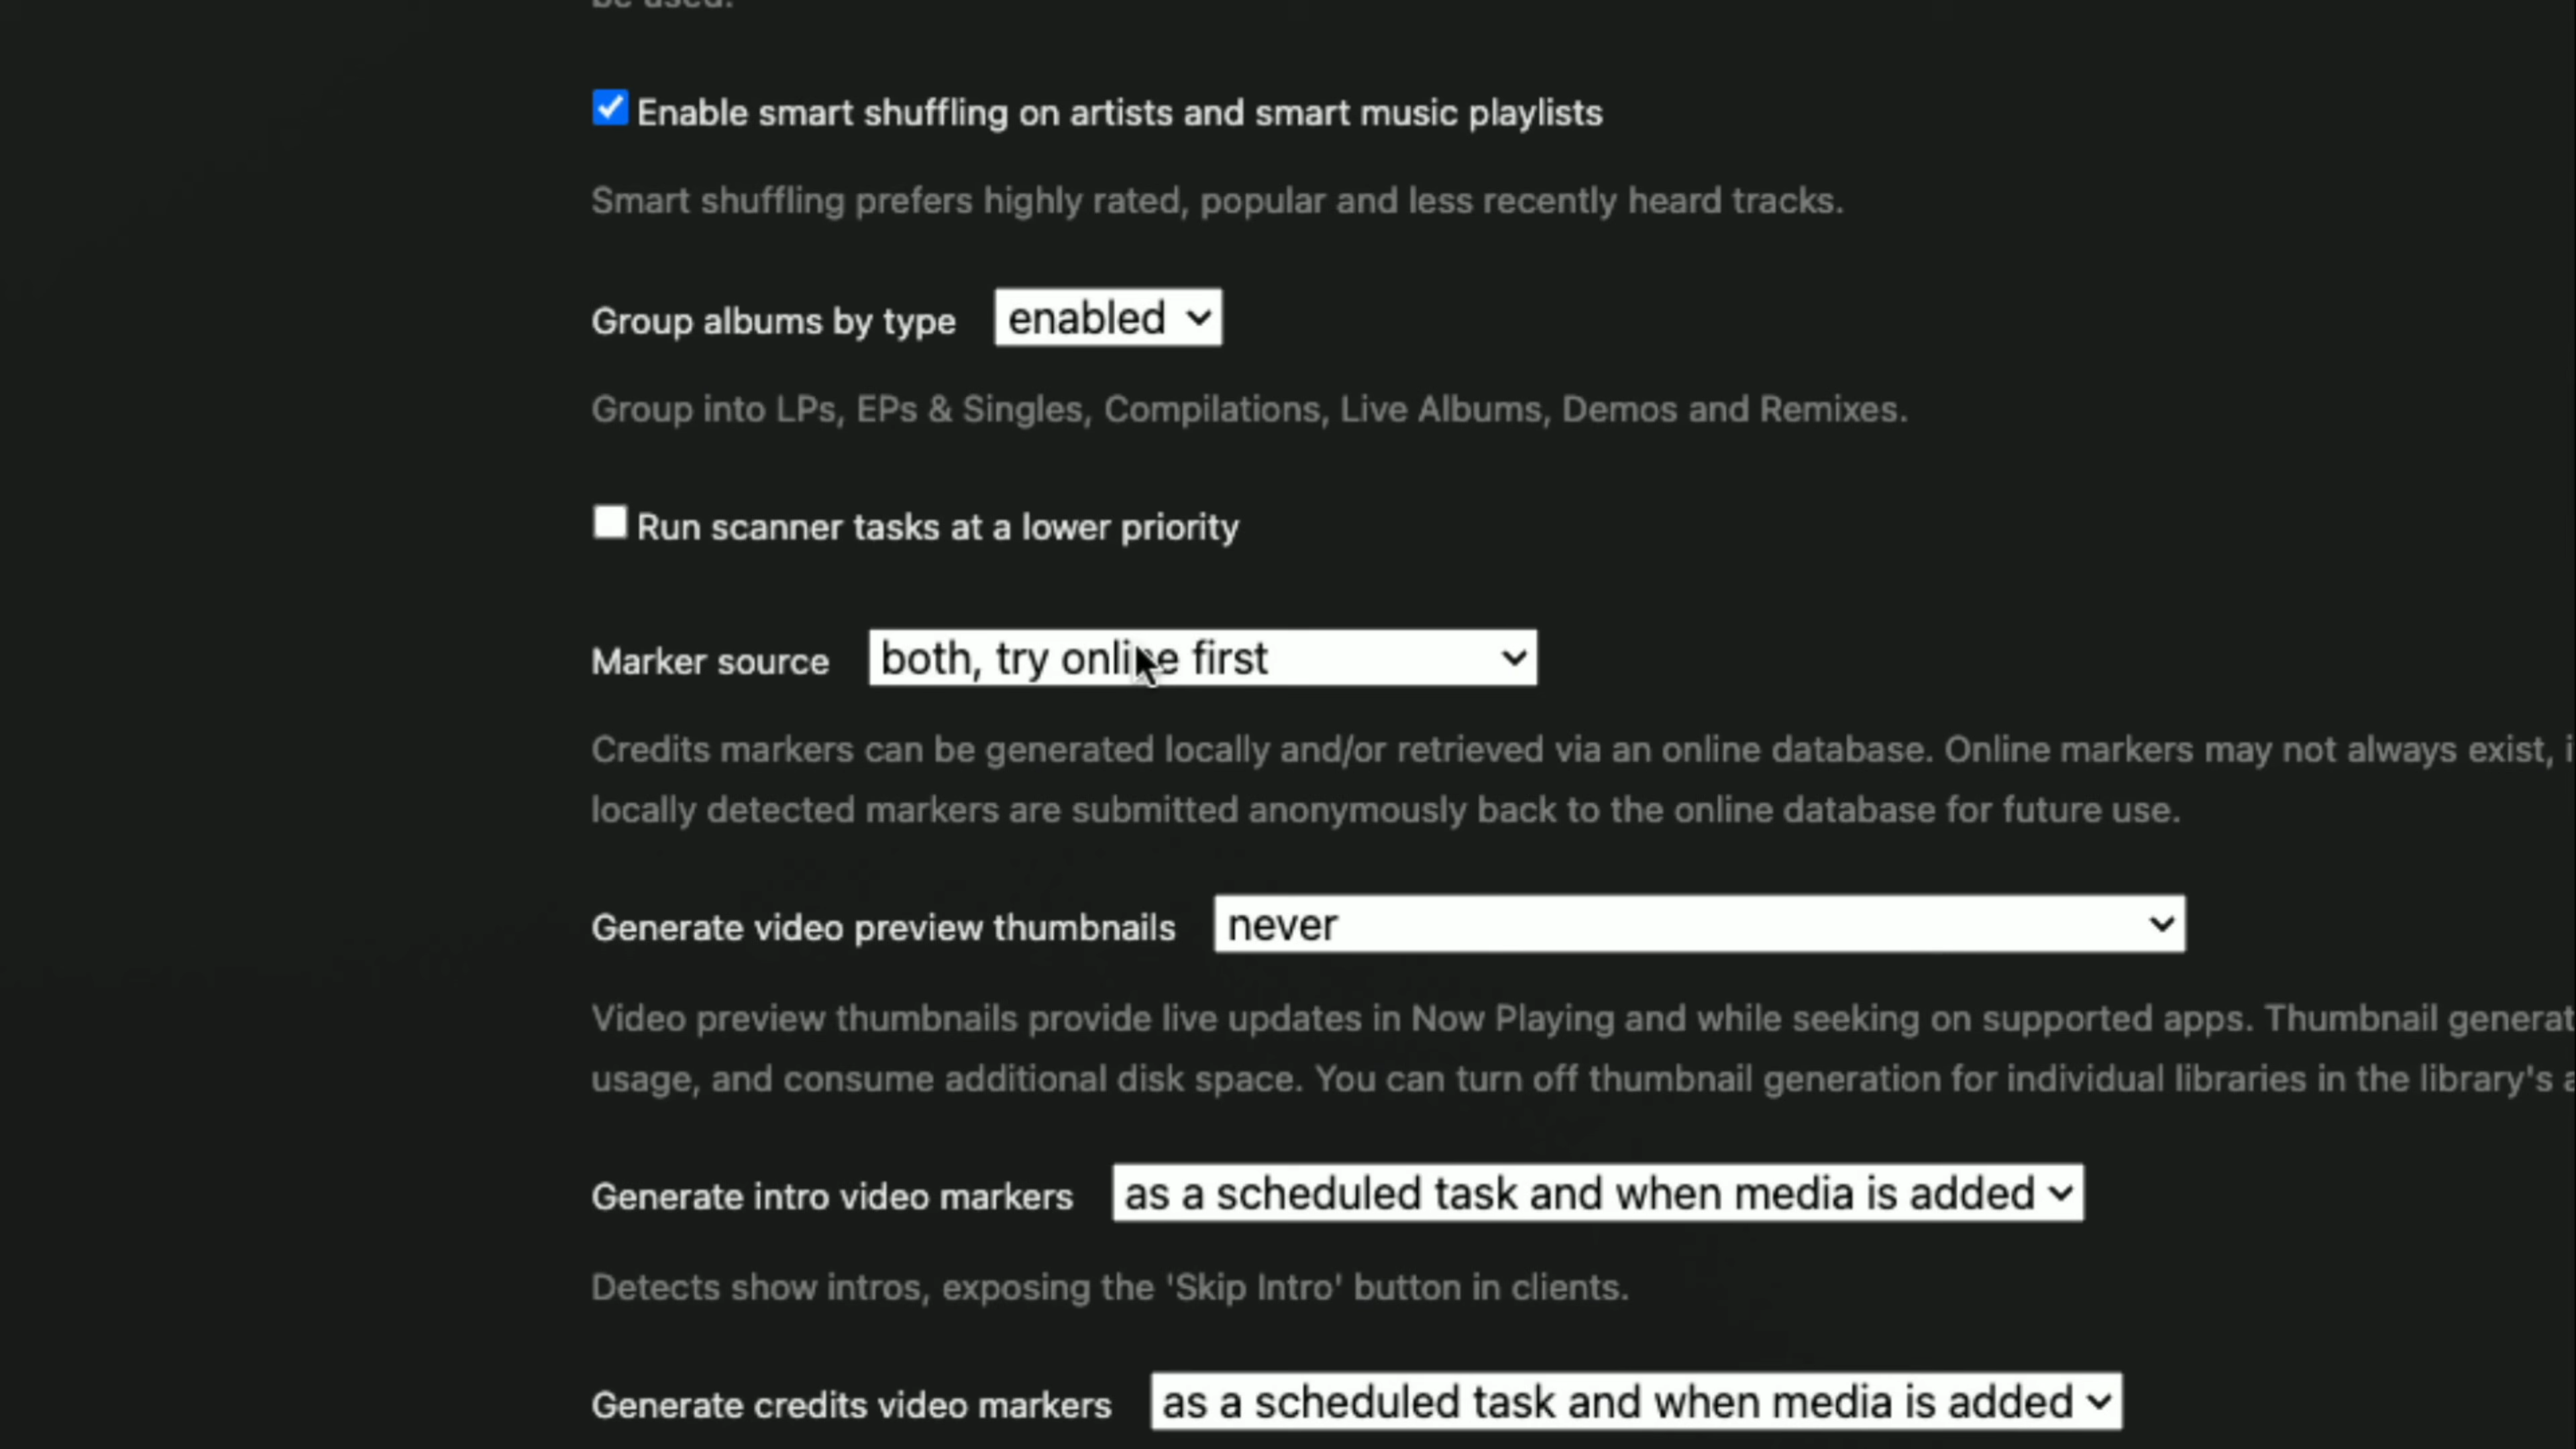 be used.
Enable smart shuffling on artists and smart music playlists
Smart shuffling prefers highly rated, popular and less recently heard tracks.
Group albums by type enabled
Group into LPs, EPs & Singles, Compilations, Live Albums, Demos and Remixes.
Run scanner tasks at a lower priority
Marker source both, try online first
Credits markers can be generated locally and/or retrieved via an online database. Online markers may not always exist,
locally detected markers are submitted anonymously back to the online database for future use.
Generate video preview thumbnails never
Video preview thumbnails provide live updates in Now Playing and while seeking on supported apps. Thumbnail
usage, and consume additional disk space. You can turn off thumbnail generation for individual libraries in the library's
Generate intro video markers as a scheduled task and when media is added
Detects show intros, exposing the 'Skip Intro' button in clients.
Generate credits video markers as a scheduled task and when media is added